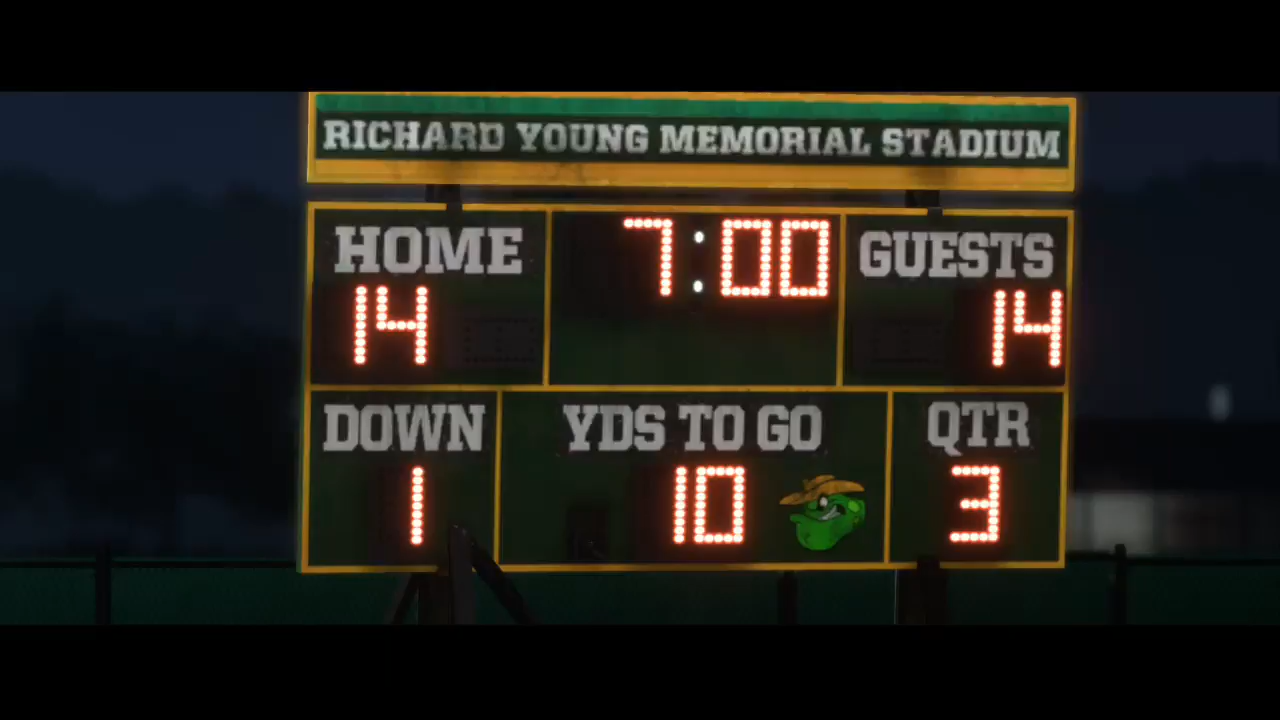 RICHARD YOUNG MEMORIAL STADIUM
HOME 7:00 GUESTS
14 14
DOWN YDS TO GO QTR
1 10 3